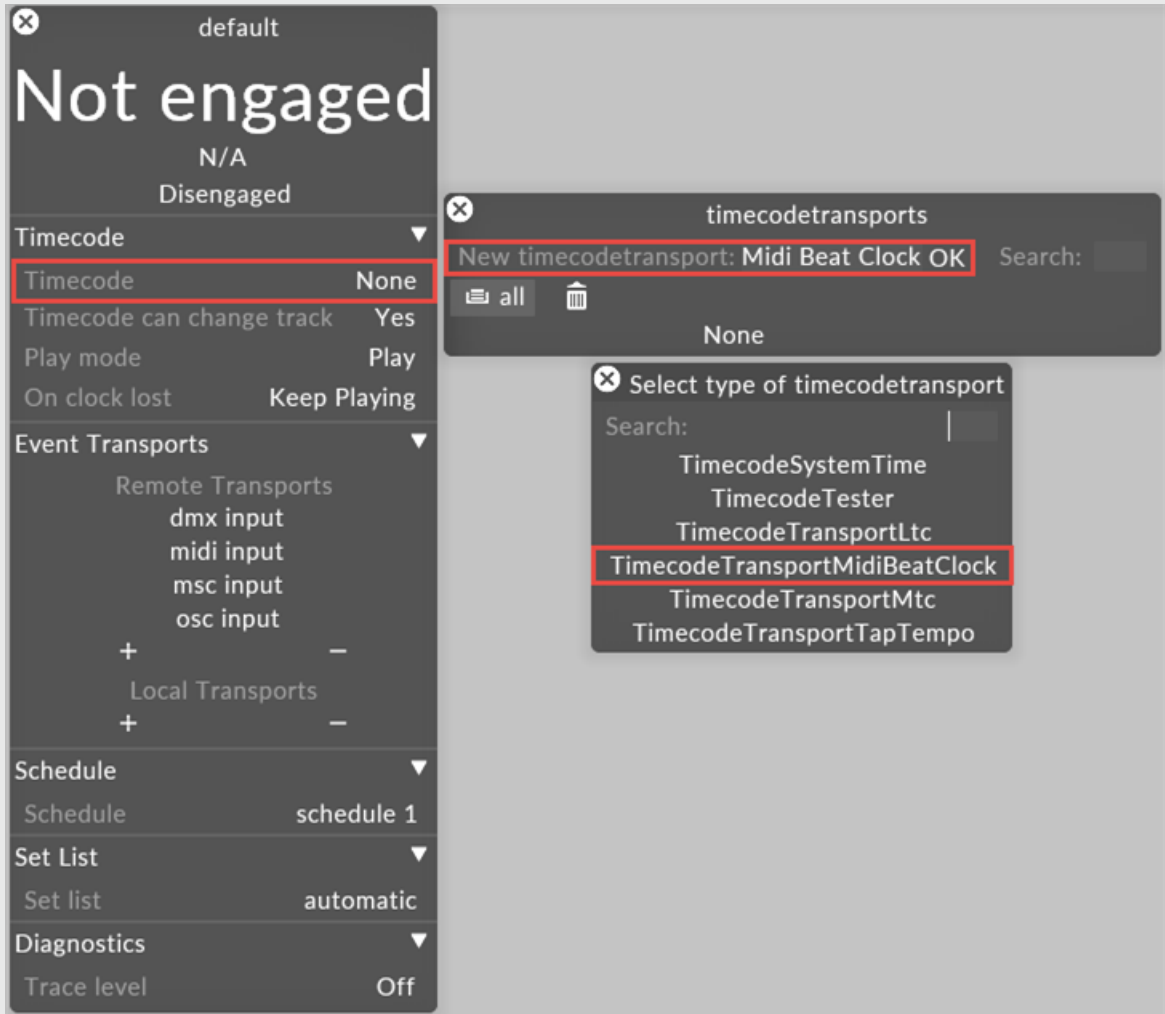 default
Not engaged
N/A
Disengaged
Timecode
Timecode None
Timecode can change track Yes
Play mode Play
On clock lost Keep Playing
Event Transports
Remote Transports
dmx input
midi input
msc input
osc input
+ −
Local Transports
+ −
Schedule
Schedule schedule 1
Set List
Set list automatic
Diagnostics
Trace level Off
timecodetransports
New timecodetransport: Midi Beat Clock OK Search:
all
None
Select type of timecodetransport
Search:
TimecodeSystemTime
TimecodeTester
TimecodeTransportLtc
TimecodeTransportMidiBeatClock
TimecodeTransportMtc
TimecodeTransportTapTempo